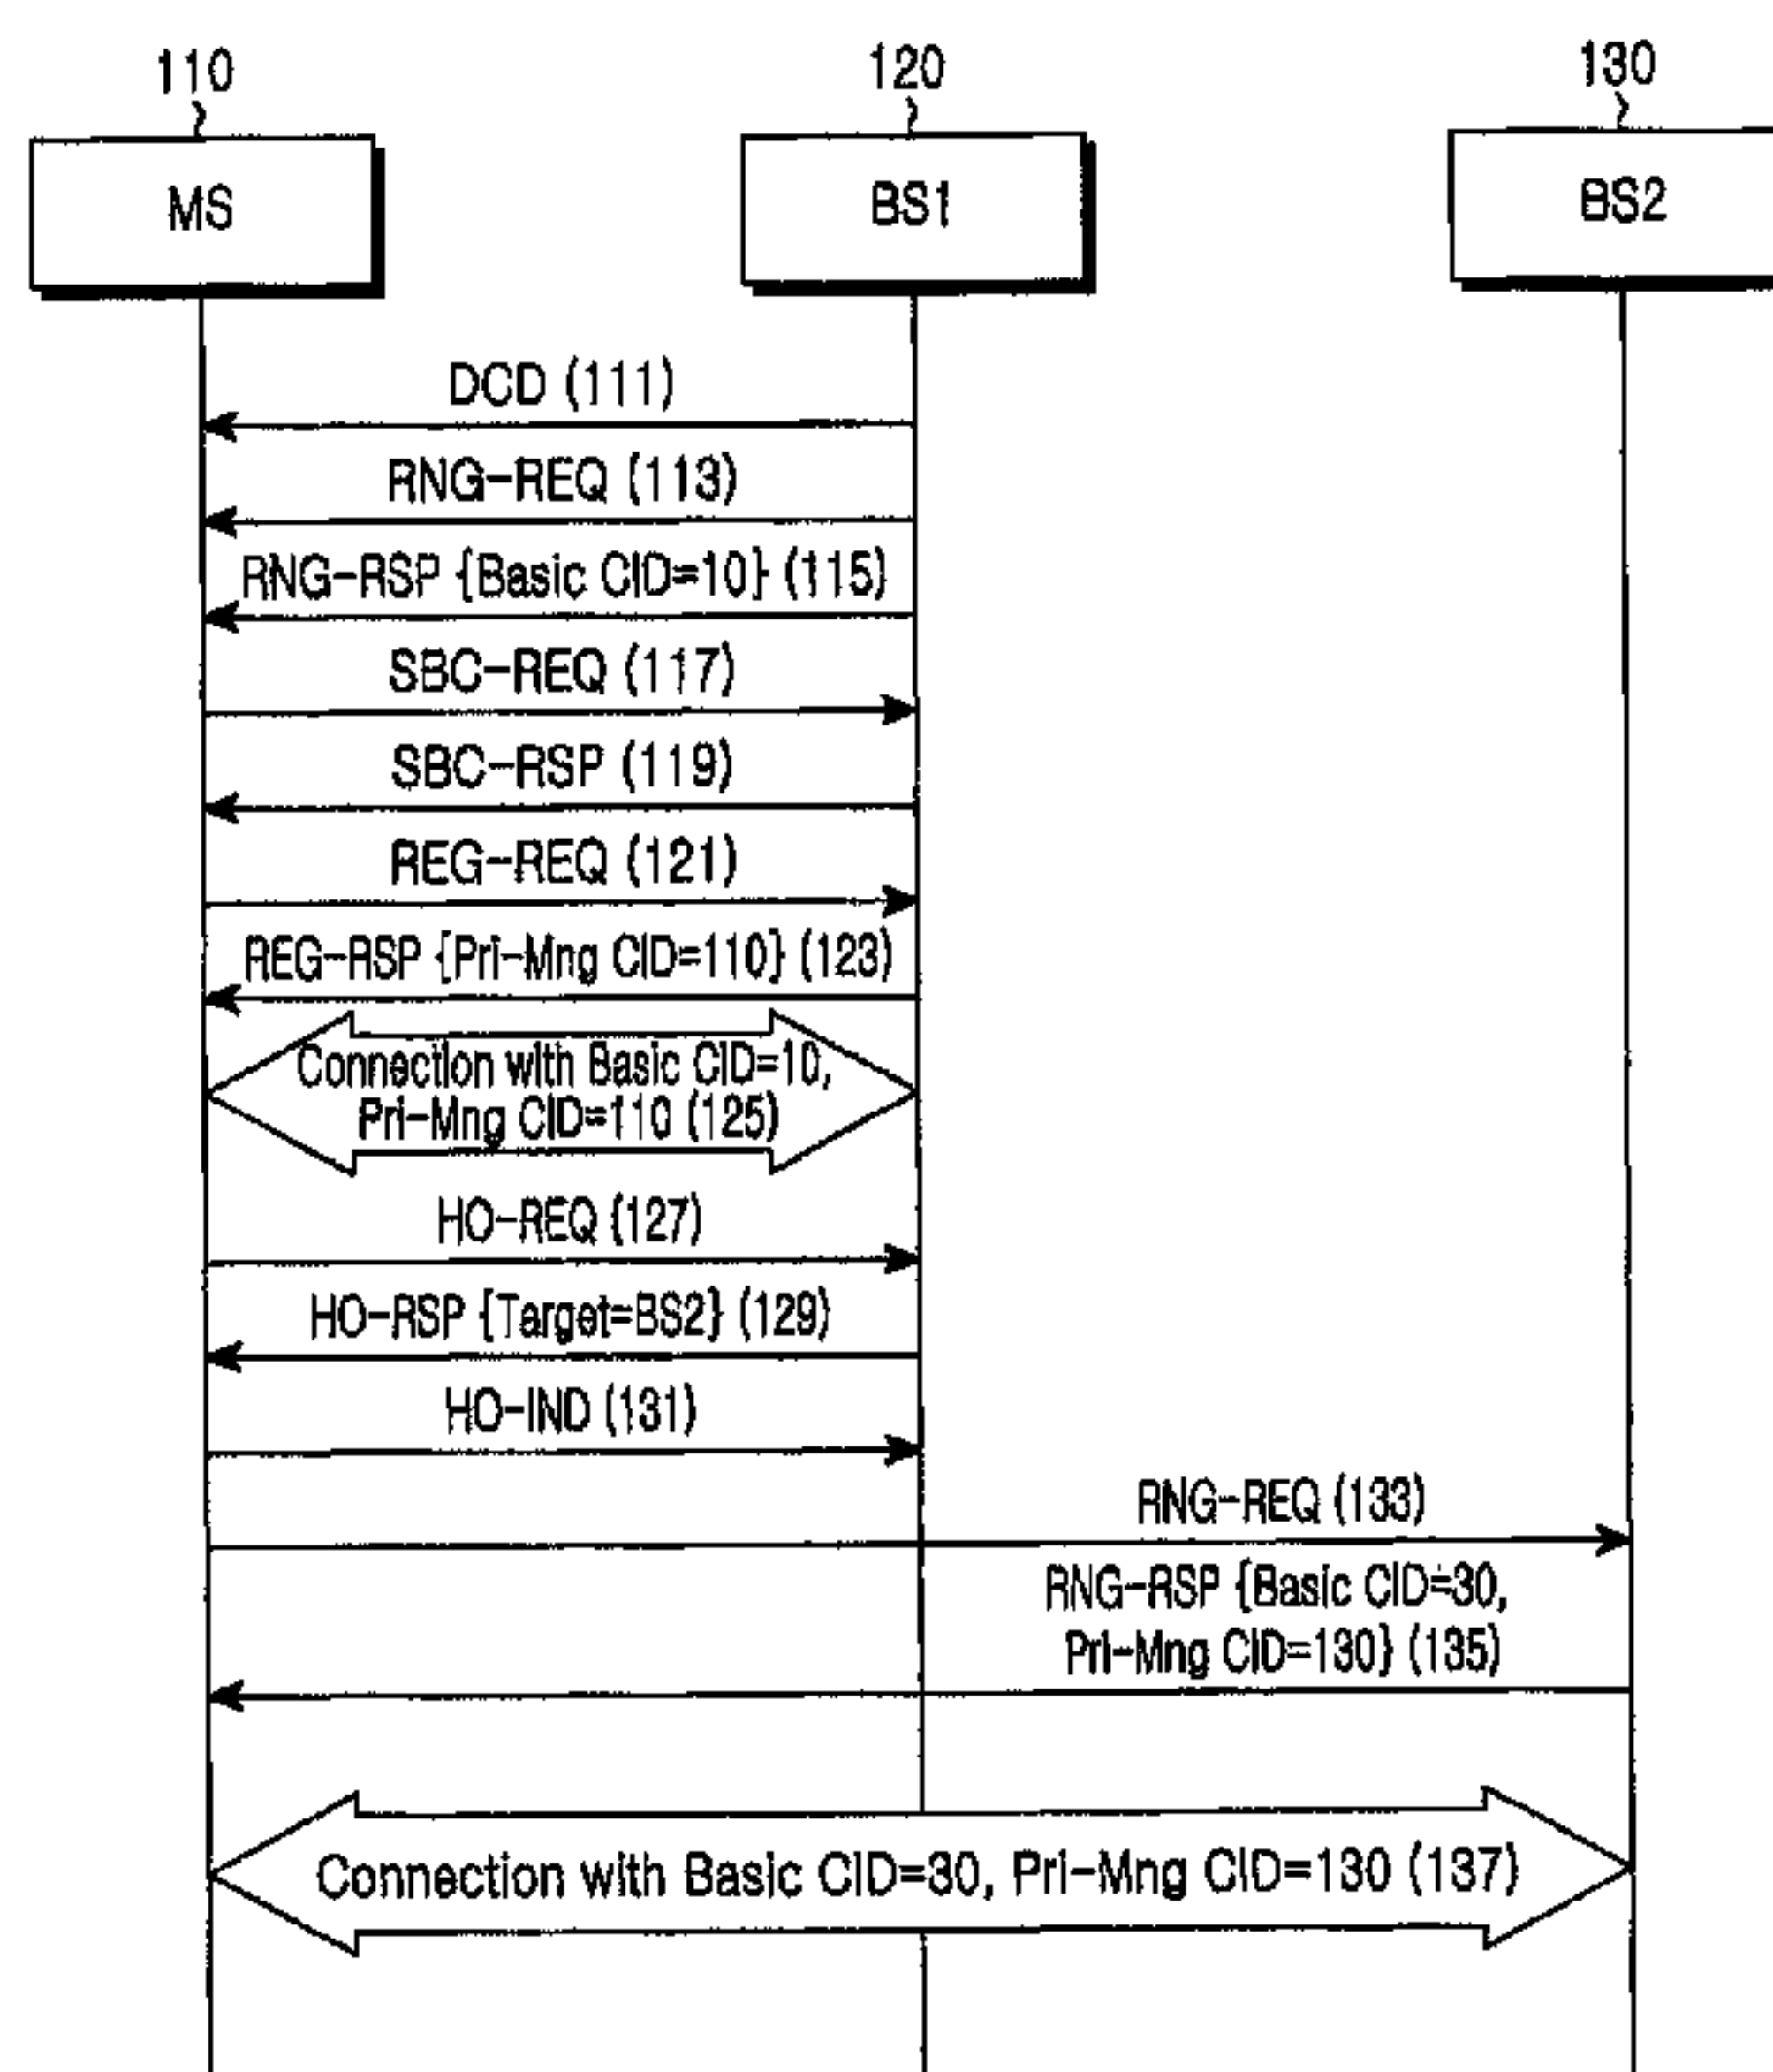 110
120
130
MS
BS1
BS2
DCD (111)
RNG-REQ (113)
RNG-RSP {Basic CID=10} (115)
SBC-REQ (117)
SBC-RSP (119)
REG-REQ (121)
REG-RSP {Pri-Mng CID=110} (123)
Connection with Basic CID=10,
Pri-Mng CID=110 (125)
HO-REQ (127)
HO-RSP {Target=BS2} (129)
HO-IND (131)
RNG-REQ (133)
RNG-RSP {Basic CID=30,
Pri-Mng CID=130} (135)
Connection with Basic CID=30, Pri-Mng CID=130 (137)